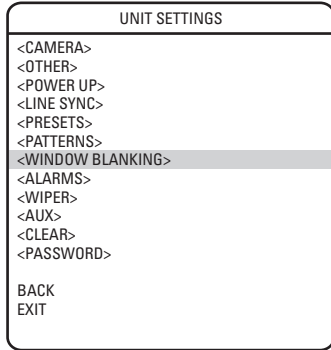 UNIT SETTINGS
<CAMERA>
<OTHER>
<POWER UP>
<LINE SYNC>
<PRESETS>
<PATTERNS>
<WINDOW BLANKING>
<ALARMS>
<WIPER>
<AUX>
<CLEAR>
<PASSWORD>
BACK
EXIT